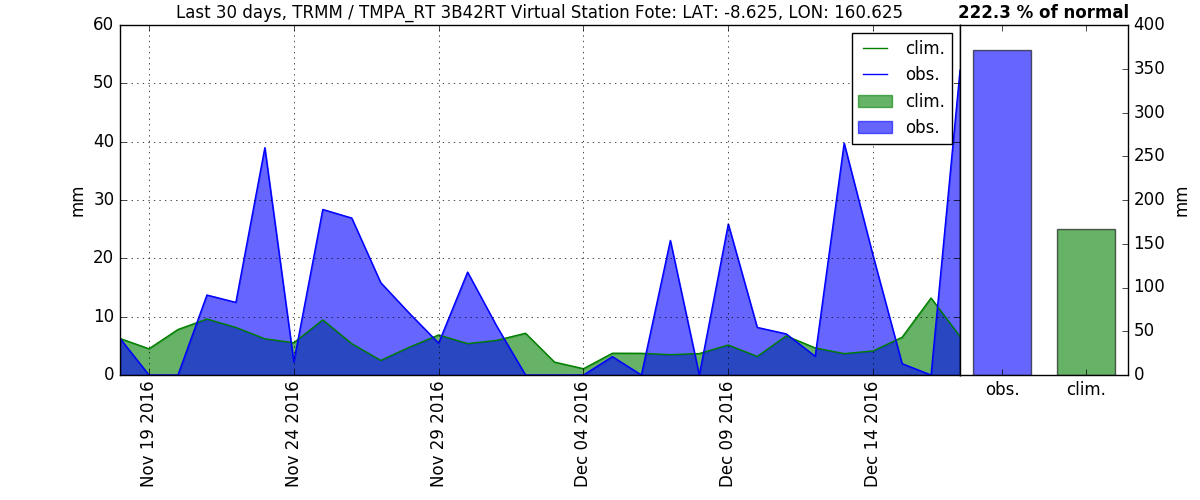 Last 30 days, TRMM / TMPA_RT 3B42RT Virtual Station Fote: LAT: -8.625, LON: 160.625
222.3 % of normal
60
50
40
30
20
10
0
mm
clim.
obs.
clim.
obs.
400
350
300
250
200
150
100
50
0
mm
obs.
clim.
Nov 19 2016
Nov 24 2016
Nov 29 2016
Dec 04 2016
Dec 09 2016
Dec 14 2016